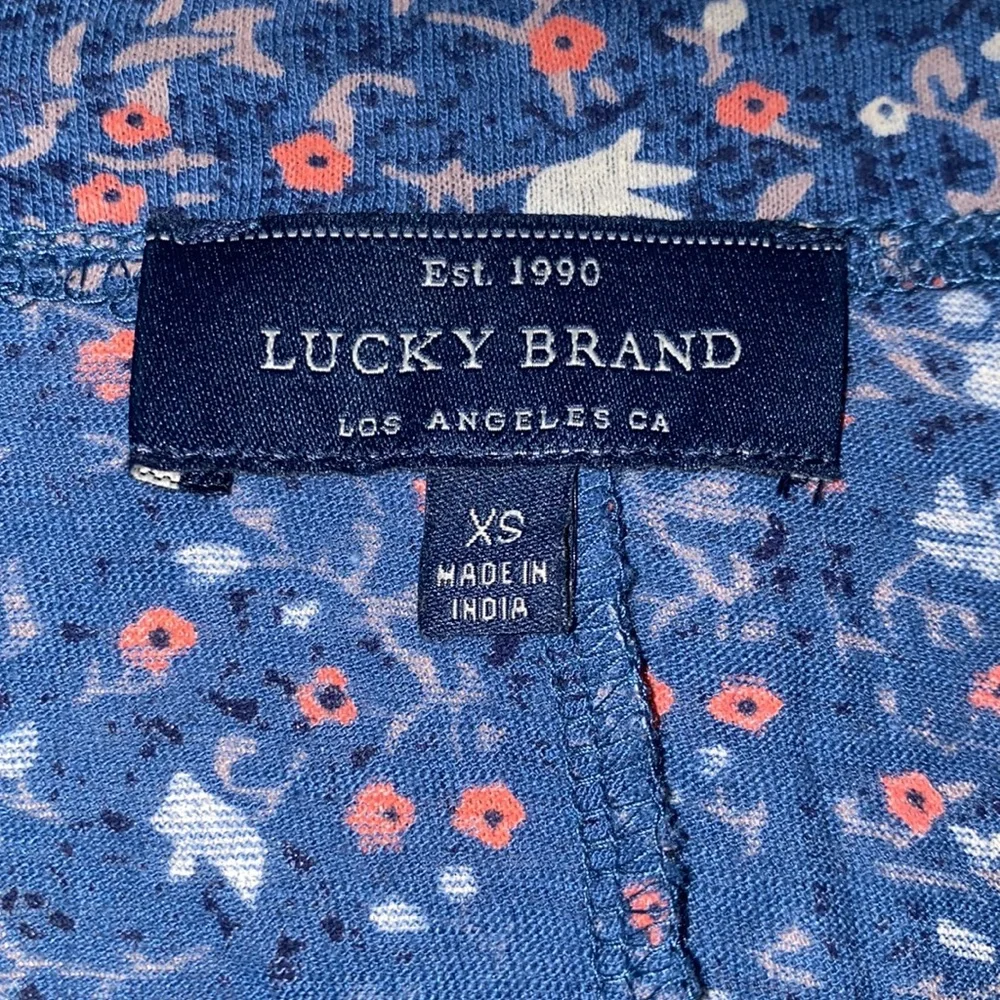 Est. 1990
LUCKY BRAND
LOS ANGELES CA
XS
MADE IN
INDIA